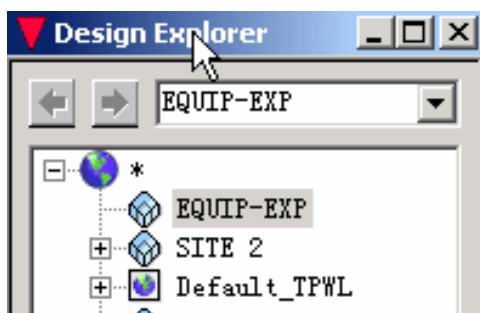 Design Explorer
EQUIP-EXP
*
EQUIP-EXP
SITE 2
Default_TPWL